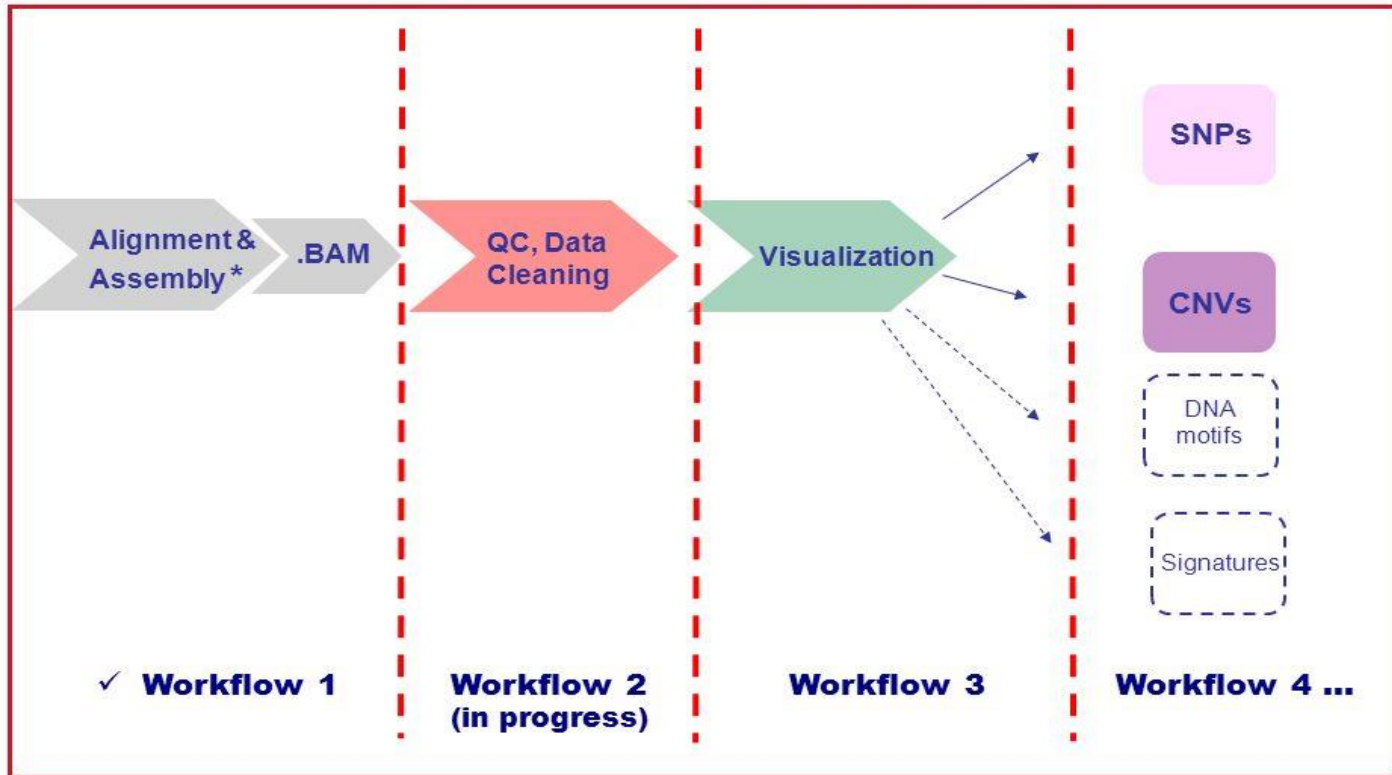 Alignment &
Assembly*
.BAM
QC, Data
Cleaning
Visualization
SNPs
CNVs
DNA
motifs
Signatures
✓ Workflow 1
Workflow 2
(in progress)
Workflow 3
Workflow 4 ...